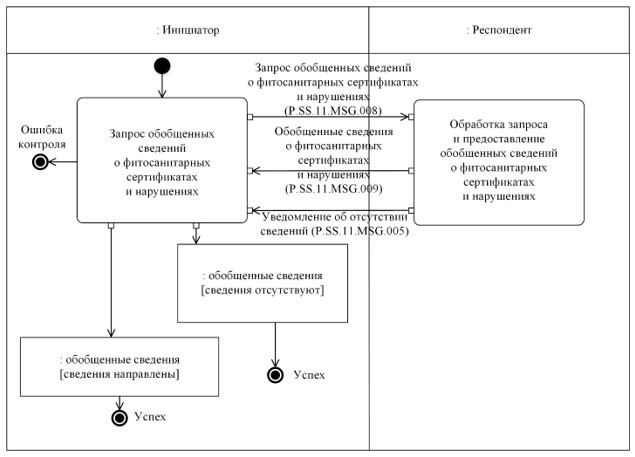 : Инициатор
: Респондент
Запрос обобщенных сведений
о фитосанитарных сертификатах
и нарушениях
(P.SS.11.MSG.008)
Ошибка
контроля
Запрос обобщенных
сведений
о фитосанитарных
сертификатах
и нарушениях
Обобщенные сведения
о фитосанитарных
сертификатах
и нарушениях
(P.SS.11.MSG.009)
Обработка запроса
и предоставление
обобщенных сведений
о фитосанитарных
сертификатах
и нарушениях
Уведомление об отсутствии
сведений (P.SS.11.MSG.005)
: обобщенные сведения
[сведения отсутствуют]
: обобщенные сведения
[сведения направлены]
Успех
Успех